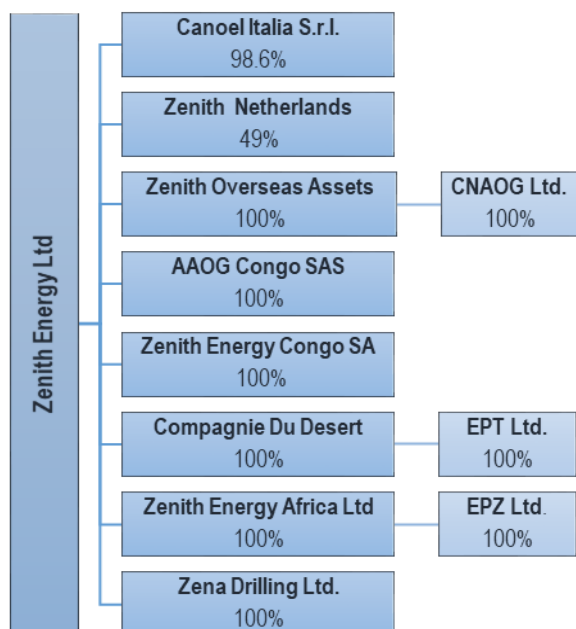 Zenith Energy Ltd
Canoel Italia S.r.l.
98.6%
Zenith Netherlands
49%
Zenith Overseas Assets
100%
CNAOG Ltd.
100%
AAOG Congo SAS
100%
Zenith Energy Congo SA
100%
Compagnie Du Desert
100%
EPT Ltd.
100%
Zenith Energy Africa Ltd
100%
EPZ Ltd.
100%
Zena Drilling Ltd.
100%